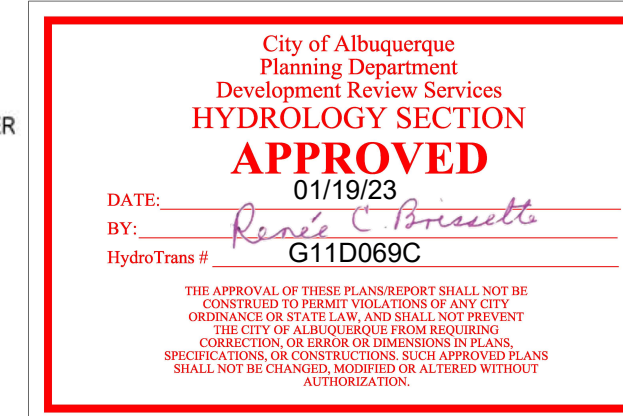 City of Albuquerque
Planning Department
Development Review Services
HYDROLOGY SECTION
APPROVED
DATE: 01/19/23
BY: Renée C. Brissette
HydroTrans # G11D069C
THE APPROVAL OF THESE PLANS/REPORT SHALL NOT BE
CONSTRUED TO PERMIT VIOLATIONS OF ANY CITY
ORDINANCE OR STATE LAW, AND SHALL NOT PREVENT
THE CITY OF ALBUQUERQUE FROM REQUIRING
CORRECTION, OR ERROR OR DIMENSIONS IN PLANS,
SPECIFICATIONS, OR CONSTRUCTIONS. SUCH APPROVED PLANS
SHALL NOT BE CHANGED, MODIFIED OR ALTERED WITHOUT
AUTHORIZATION.